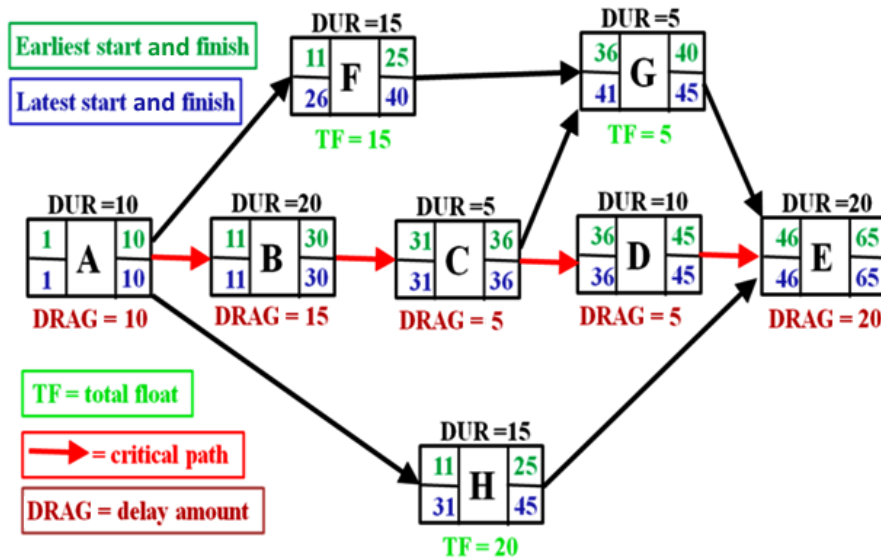 Earliest start and finish
Latest start and finish
DUR =15
11 F 25
26 40
TF = 15
DUR =5
36 G 40
41 45
TF = 5
DUR =10
1 A 10
1 10
DRAG = 10
DUR =20
11 B 30
11 30
DRAG = 15
DUR =5
31 C 36
31 36
DRAG = 5
DUR =10
36 D 45
36 45
DRAG = 5
DUR =20
46 E 65
46 65
DRAG = 20
TF = total float
= critical path
DRAG = delay amount
DUR =15
11 H 25
31 45
TF = 20